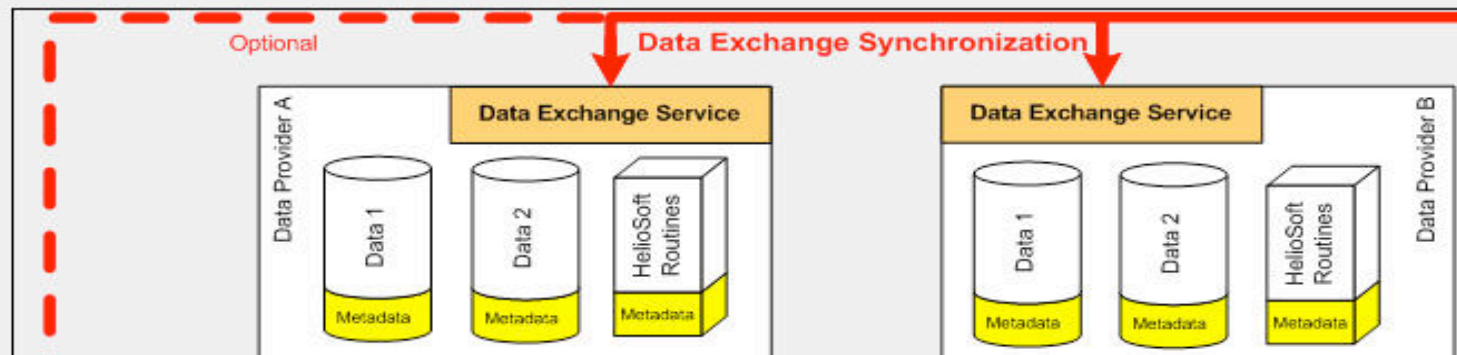 Optional
Data Exchange Synchronization
Data Provider A
Data Exchange Service
Data 1
Metadata
Data 2
Metadata
HelioSoft
Routines
Metadata
Data Exchange Service
Data Provider B
Data 1
Metadata
Data 2
Metadata
HelioSoft
Routines
Metadata